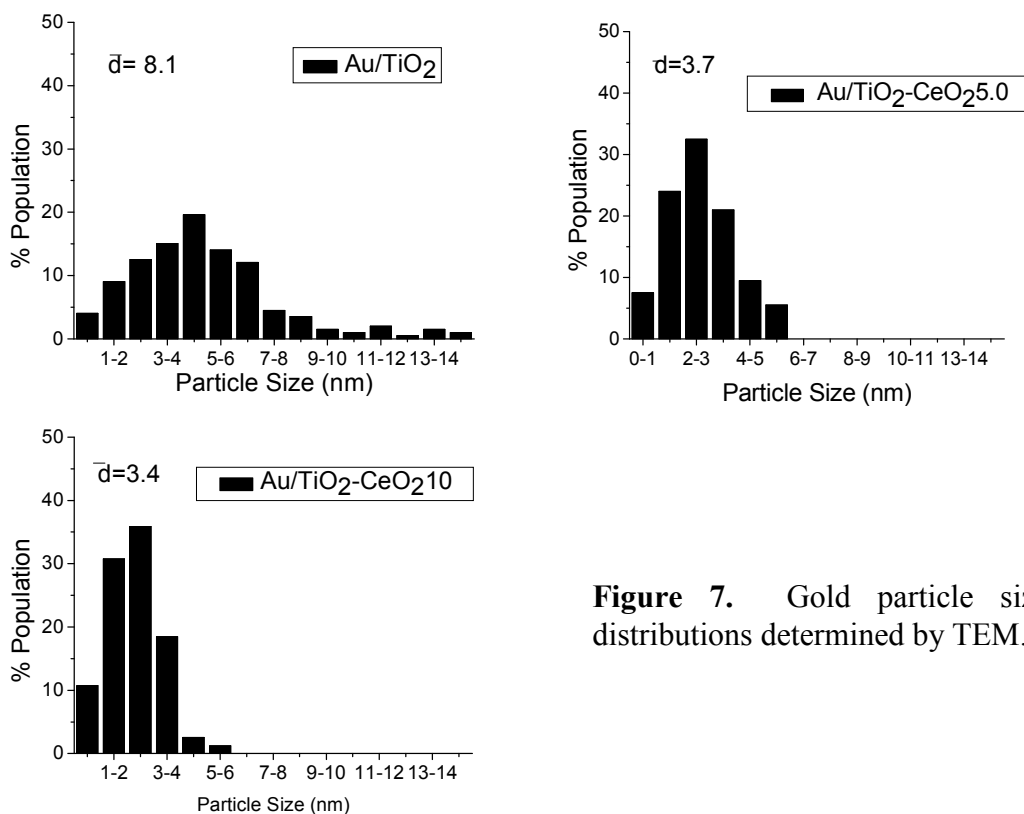 50
40
30
20
10
0
% Population
d̅= 8.1
Au/TiO2
1-2 3-4 5-6 7-8 9-10 11-12 13-14
Particle Size (nm)
50
40
30
20
10
0
% Population
d̅=3.7
Au/TiO2-CeO25.0
0-1 2-3 4-5 6-7 8-9 10-11 13-14
Particle Size (nm)
50
40
30
20
10
0
% Population
d̅=3.4
Au/TiO2-CeO210
1-2 3-4 5-6 7-8 9-10 11-12 13-14
Particle Size (nm)
Figure 7. Gold particle siz
distributions determined by TEM.